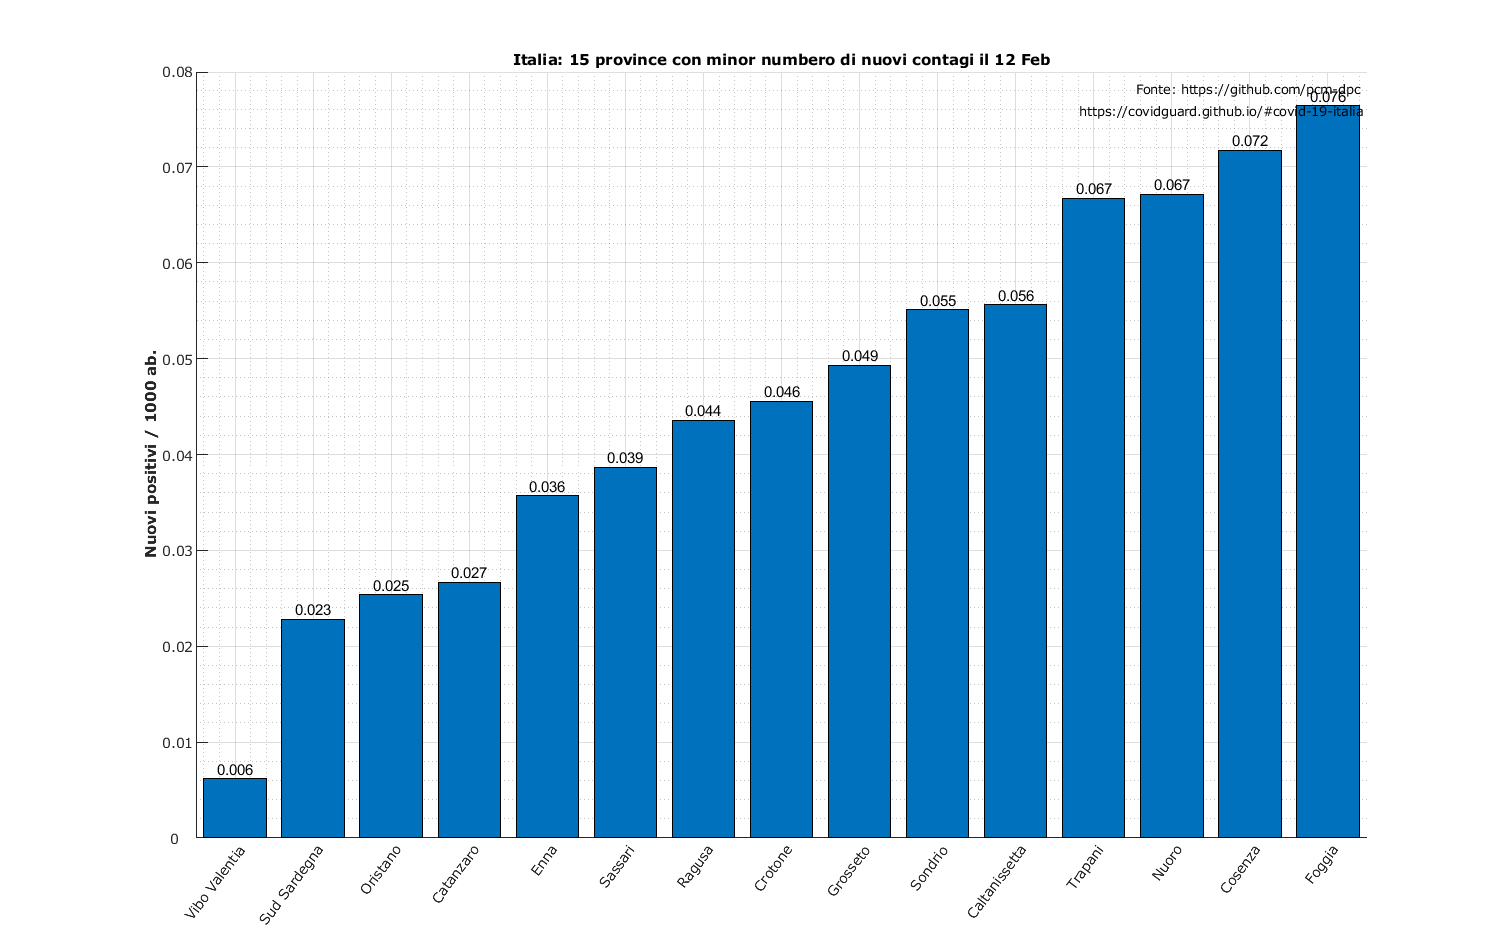 Italia: 15 province con minor numbero di nuovi contagi il 12 Feb
Fonte: https://github.com/pcm-dpc
https://covidguard.github.io/#covid-19-italia
Nuovi positivi / 1000 ab.
0.08
0.07
0.06
0.05
0.04
0.03
0.02
0.01
0
0.006
0.023
0.025
0.027
0.036
0.039
0.044
0.046
0.049
0.055
0.056
0.067
0.067
0.072
0.076
Vibo Valentia
Sud Sardegna
Oristano
Catanzaro
Enna
Sassari
Ragusa
Crotone
Grosseto
Sondrio
Caltanissetta
Trapani
Nuoro
Cosenza
Foggia